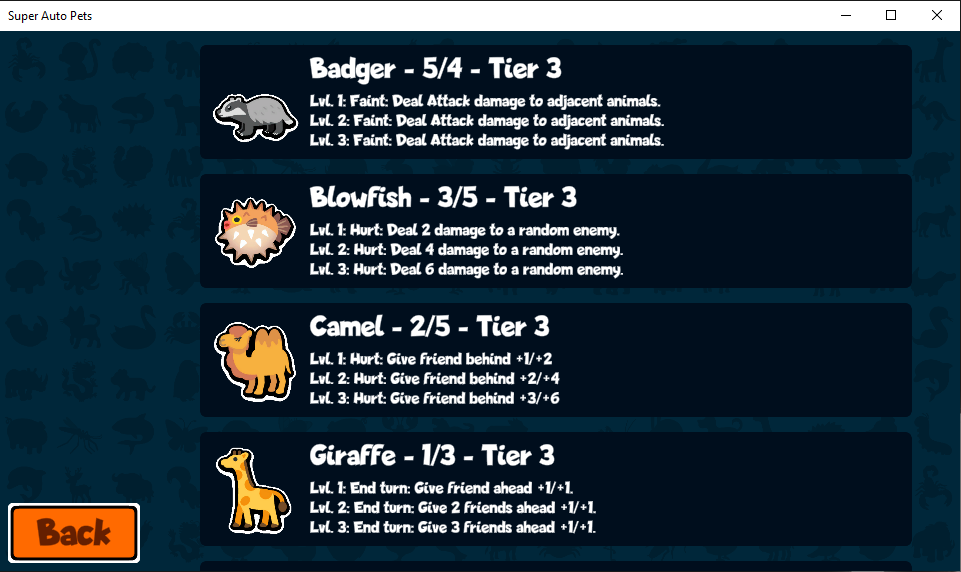 Super Auto Pets
Badger - 5/4 - Tier 3
Lvl. 1: Faint: Deal Attack damage to adjacent animals.
Lvl. 2: Faint: Deal Attack damage to adjacent animals.
Lvl. 3: Faint: Deal Attack damage to adjacent animals.
Blowfish - 3/5 - Tier 3
Lvl. 1: Hurt: Deal 2 damage to a random enemy.
Lvl. 2: Hurt: Deal 4 damage to a random enemy.
Lvl. 3: Hurt: Deal 6 damage to a random enemy.
Camel - 2/5 - Tier 3
Lvl. 1: Hurt: Give friend behind +1/+2
Lvl. 2: Hurt: Give friend behind +2/+4
Lvl. 3: Hurt: Give friend behind +3/+6
Giraffe - 1/3 - Tier 3
Lvl. 1: End turn: Give friend ahead +1/+1.
Lvl. 2: End turn: Give 2 friends ahead +1/+1.
Lvl. 3: End turn: Give 3 friends ahead +1/+1.
Back